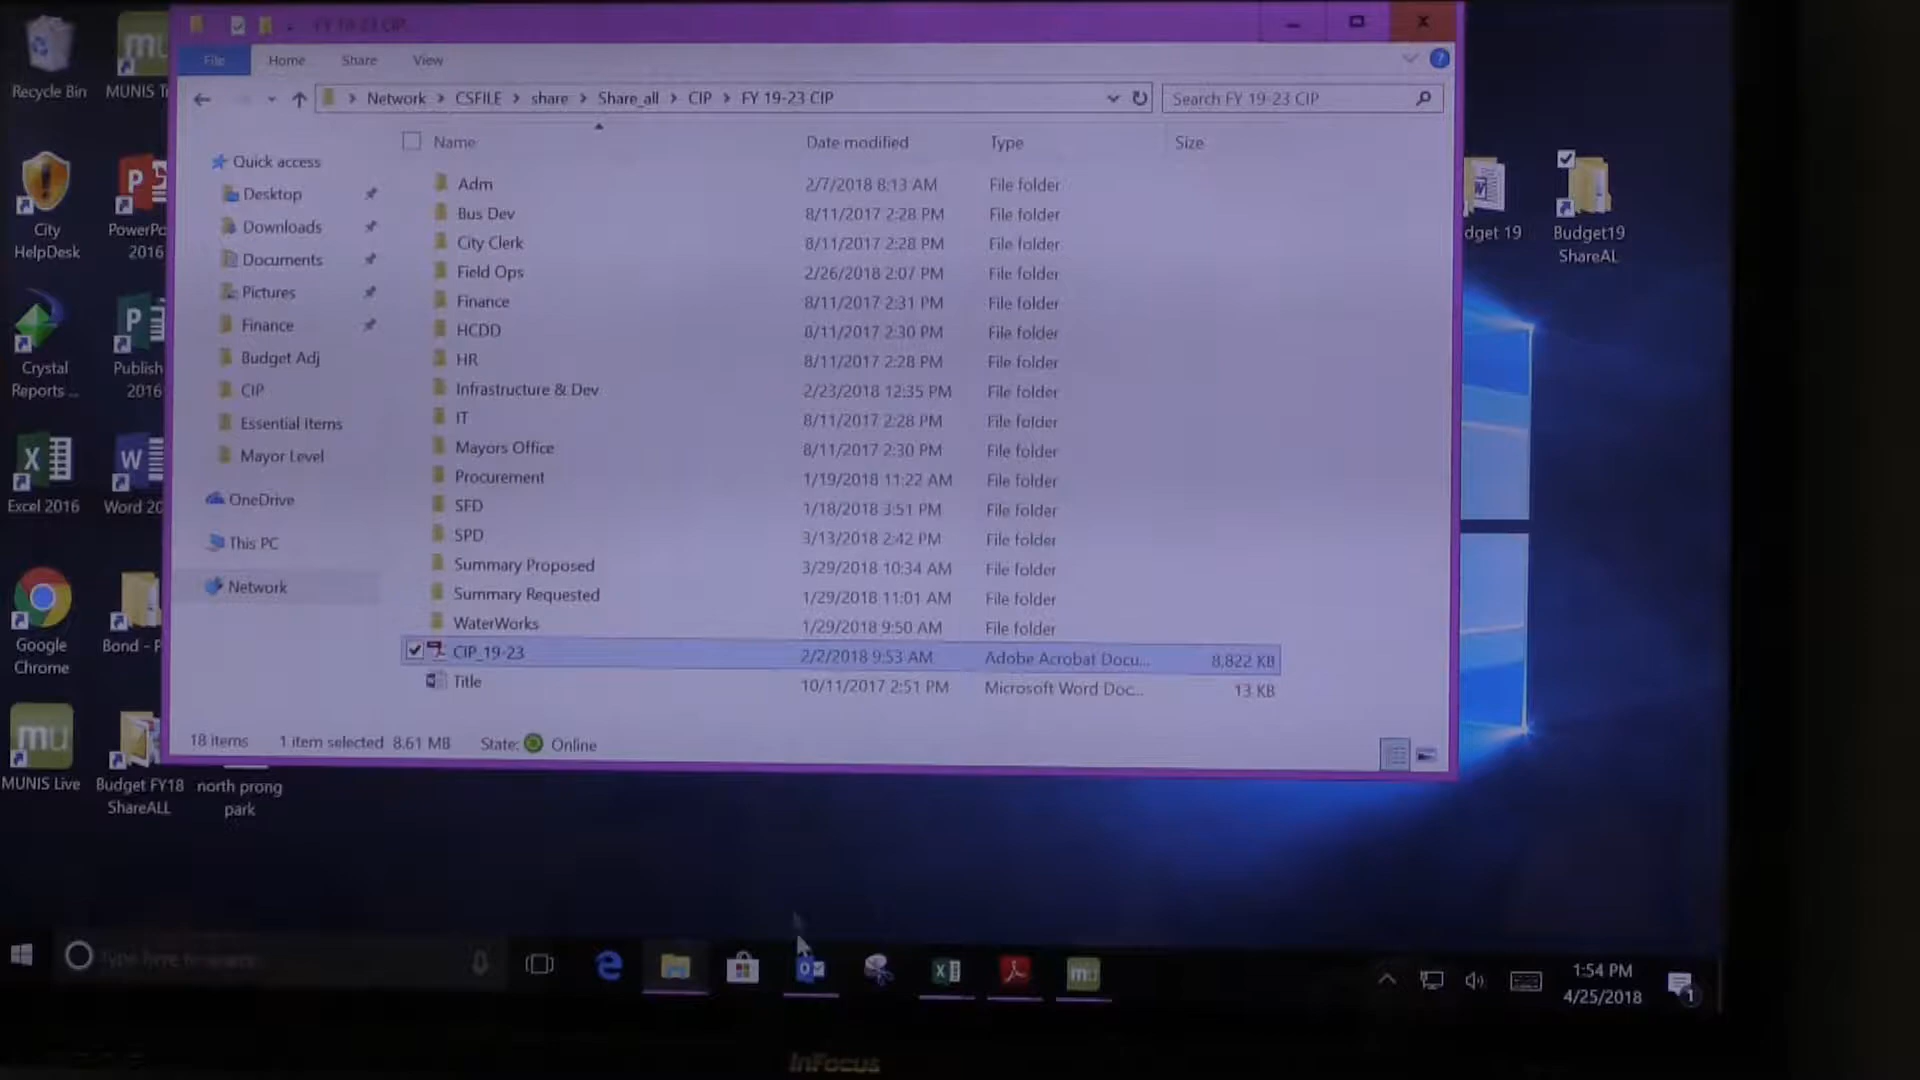 FY 19-23 CIP
File Home Share View
Network > CSFILE > share > Share_all > CIP > FY 19-23 CIP
Search FY 19-23 CIP
Name Date modified Type Size
Quick access
Desktop
Downloads
Documents
Pictures
Finance
Budget Adj
CIP
Essential Items
Mayor Level
OneDrive
This PC
Network
Adm 2/7/2018 8:13 AM File folder
Bus Dev 8/11/2017 2:28 PM File folder
City Clerk 8/11/2017 2:28 PM File folder
Field Ops 2/26/2018 2:07 PM File folder
Finance 8/11/2017 2:31 PM File folder
HCDD 8/11/2017 2:30 PM File folder
HR 8/11/2017 2:28 PM File folder
Infrastructure & Dev 2/23/2018 12:35 PM File folder
IT 8/11/2017 2:28 PM File folder
Mayors Office 8/11/2017 2:30 PM File folder
Procurement 1/19/2018 11:22 AM File folder
SFD 1/18/2018 3:51 PM File folder
SPD 3/13/2018 2:42 PM File folder
Summary Proposed 3/29/2018 10:34 AM File folder
Summary Requested 1/29/2018 11:01 AM File folder
WaterWorks 1/29/2018 9:50 AM File folder
CIP_19-23 2/2/2018 9:53 AM Adobe Acrobat Docu... 8,822 KB
Title 10/11/2017 2:51 PM Microsoft Word Doc... 13 KB
18 items 1 item selected 8.61 MB State: Online
Recycle Bin
mu
MUNIS T
City
HelpDesk
PowerPo
2016
Crystal
Reports ...
Publish
2016
Excel 2016
Word 20
Google
Chrome
Bond - F
mu
MUNIS Live
Budget FY18
ShareALL
north prong
park
dget 19
Budget19
ShareAL
Type here to search
mu
1:54 PM
4/25/2018
1
InFocus